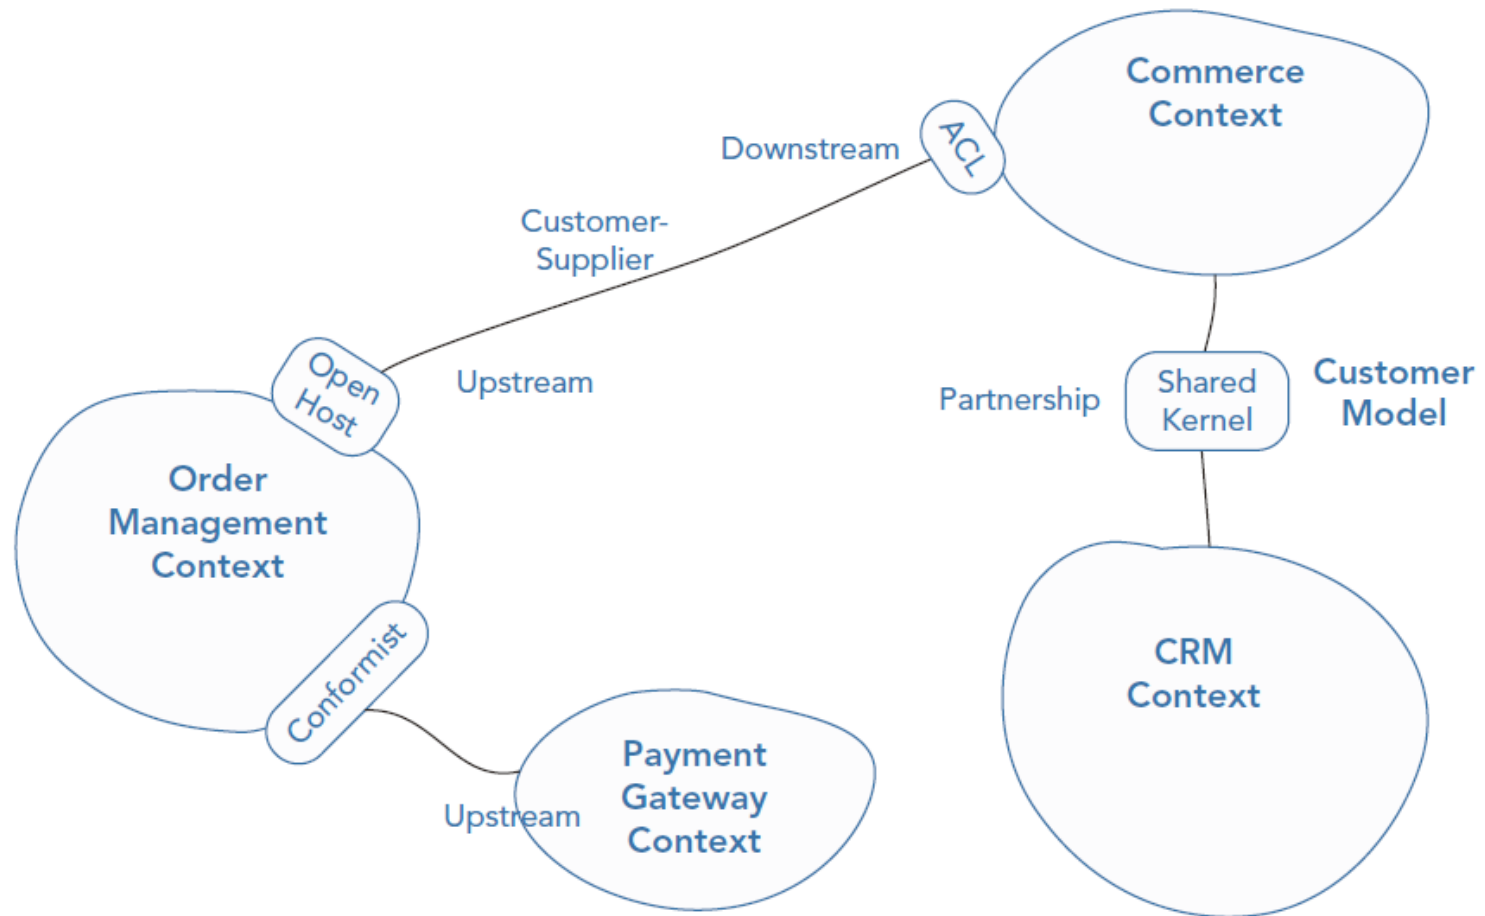 Commerce
Context
ACL
Downstream
Customer-
Supplier
Open
Host
Upstream
Partnership
Shared
Kernel
Customer
Model
Order
Management
Context
Conformist
CRM
Context
Payment
Gateway
Context
Upstream